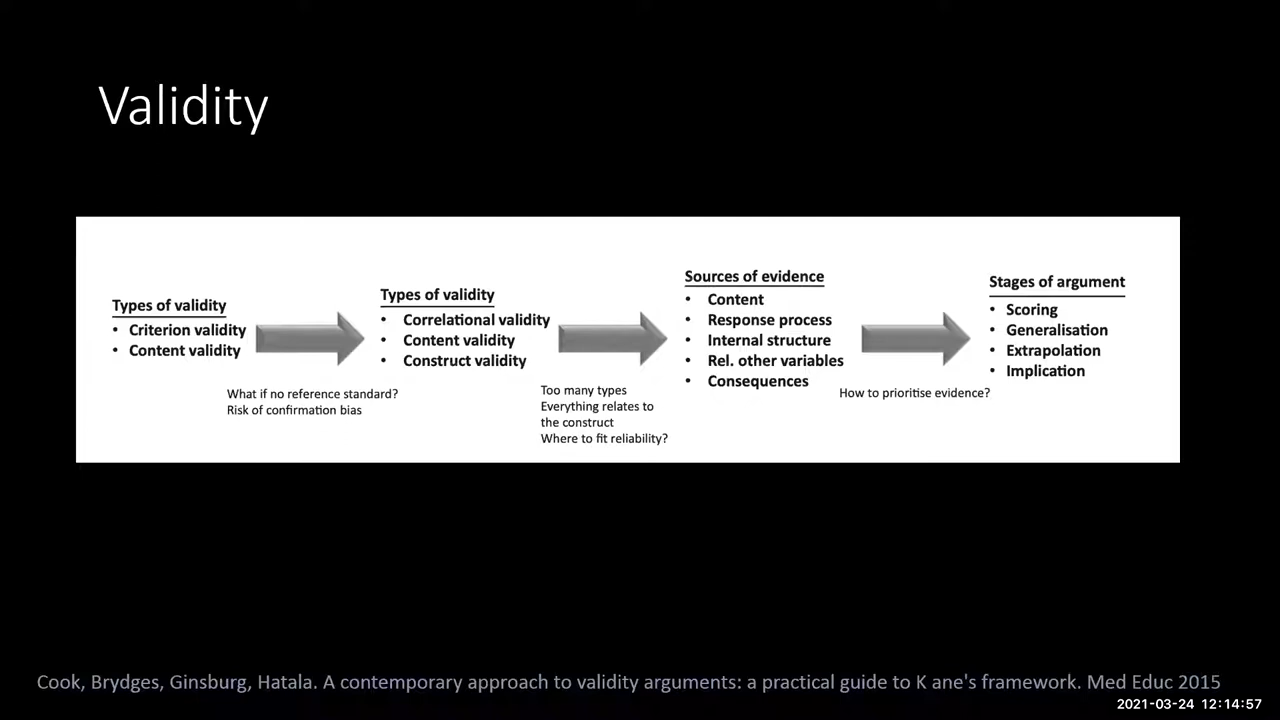 Validity
Types of validity
• Criterion validity
• Content validity
What if no reference standard?
Risk of confirmation bias
Types of validity
• Correlational validity
• Content validity
• Construct validity
Too many types
Everything relates to
the construct
Where to fit reliability?
Sources of evidence
• Content
• Response process
• Internal structure
• Rel. other variables
• Consequences
How to prioritise evidence?
Stages of argument
• Scoring
• Generalisation
• Extrapolation
• Implication
Cook, Brydges, Ginsburg, Hatala. A contemporary approach to validity arguments: a practical guide to K ane's framework. Med Educ 2015
2021-03-24 12:14:57